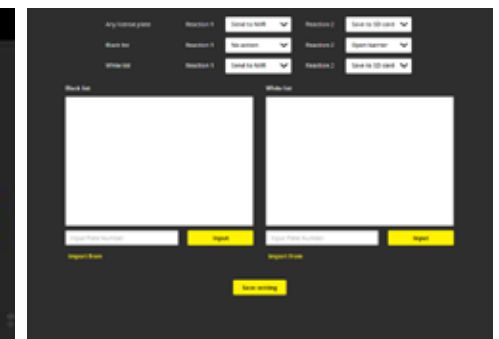 Any license plate Reaction 1 Send to NVR Reaction 2 Save to SD card
Black list Reaction 1 No action Reaction 2 Open barrier
White list Reaction 1 Send to NVR Reaction 2 Save to SD card
Black list White list
Input Plate Number Input Input Plate Number Input
Import from Import from
Save setting